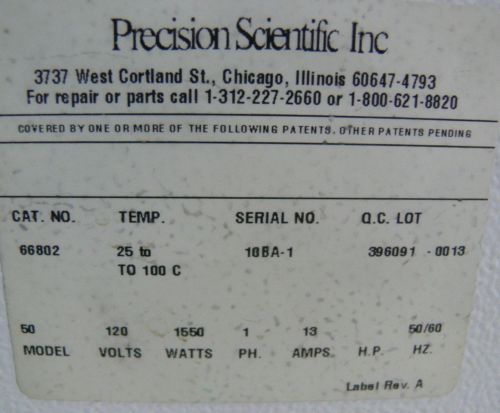 Precision Scientific Inc
3737 West Cortland St., Chicago, Illinois 60647-4793
For repair or parts call 1-312-227-2660 or 1-800-621-8820
COVERED BY ONE OR MORE OF THE FOLLOWING PATENTS. OTHER PATENTS PENDING
CAT. NO. TEMP. SERIAL NO. Q.C. LOT
66802 25 to 10BA-1 396091 -0013
TO 100 C
50 120 1550 1 13 50/60
MODEL VOLTS WATTS PH. AMPS. H.P. HZ.
Label Rev. A